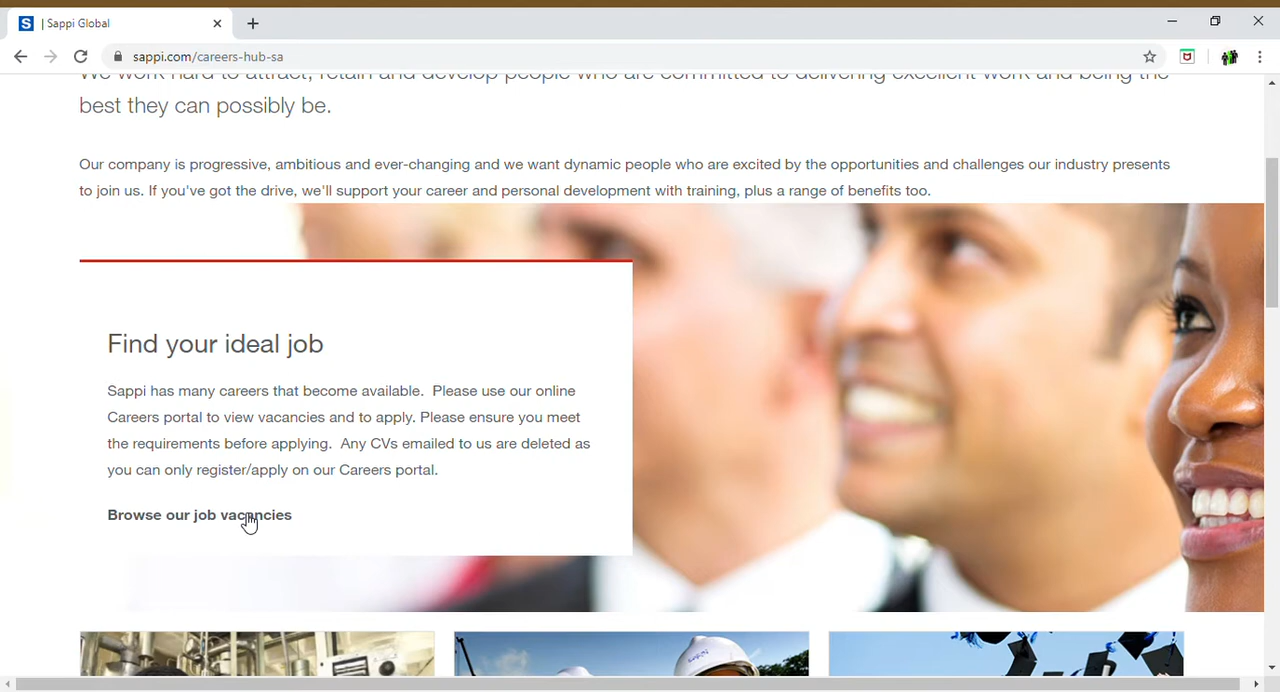 S | Sappi Global
sappi.com/careers-hub-sa
We work hard to attract, retain and develop people who are committed to delivering excellent work and being the
best they can possibly be.
Our company is progressive, ambitious and ever-changing and we want dynamic people who are excited by the opportunities and challenges our industry presents
to join us. If you've got the drive, we'll support your career and personal development with training, plus a range of benefits too.
Find your ideal job
Sappi has many careers that become available.  Please use our online
Careers portal to view vacancies and to apply. Please ensure you meet
the requirements before applying.  Any CVs emailed to us are deleted as
you can only register/apply on our Careers portal.
Browse our job vacancies